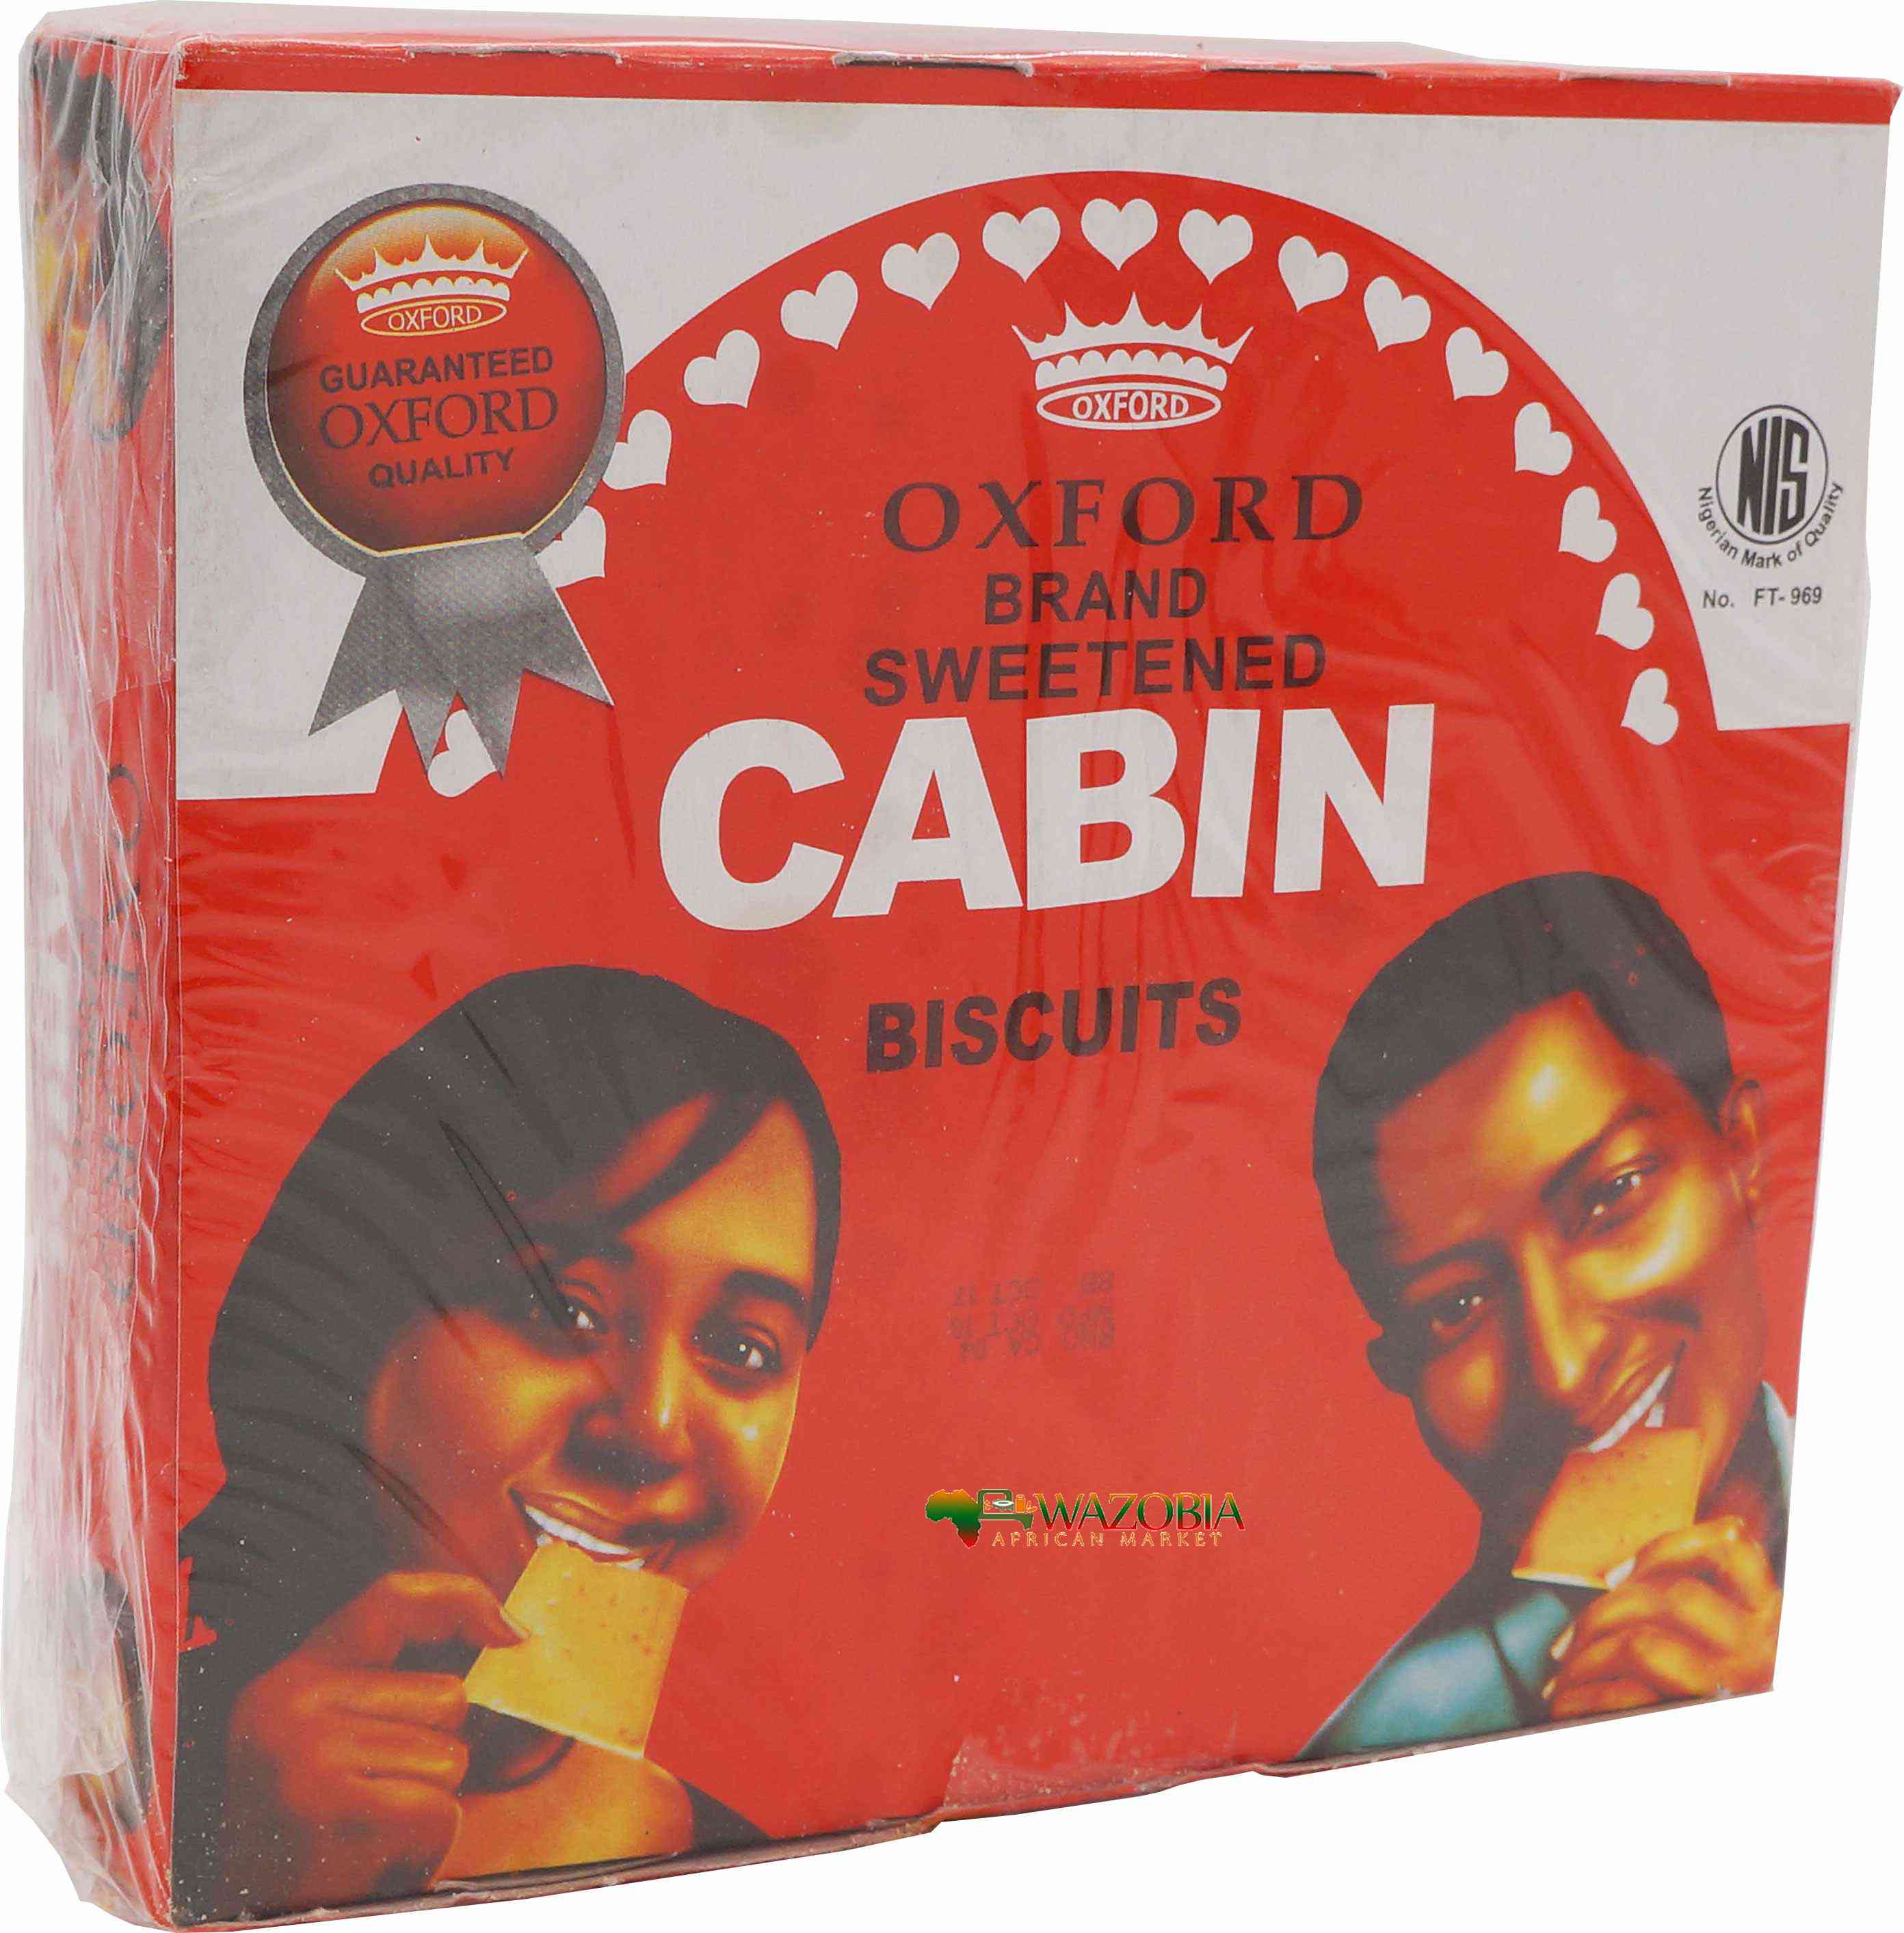 OXFORD
GUARANTEED
OXFORD
QUALITY
OXFORD
OXFORD
BRAND
SWEETENED
CABIN
BISCUITS
NIS
Nigerian Mark of Quality
No. FT-969
WAZOBIA
AFRICAN MARKET